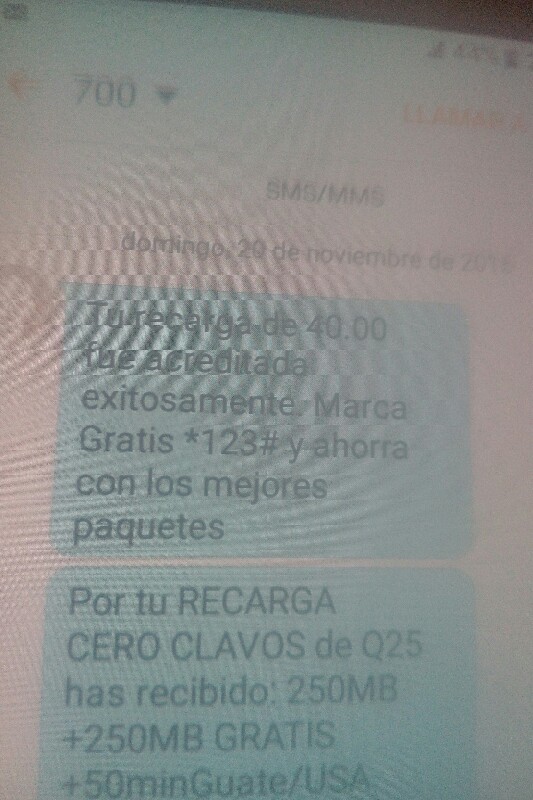 700
LLAMAR
SMS/MMS
domingo, 20 de noviembre de 2016
Tu recarga de 40.00
fue acreditada
exitosamente. Marca
Gratis *123# y ahorra
con los mejores
paquetes
Por tu RECARGA
CERO CLAVOS de Q25
has recibido: 250MB
+250MB GRATIS
+50minGuate/USA